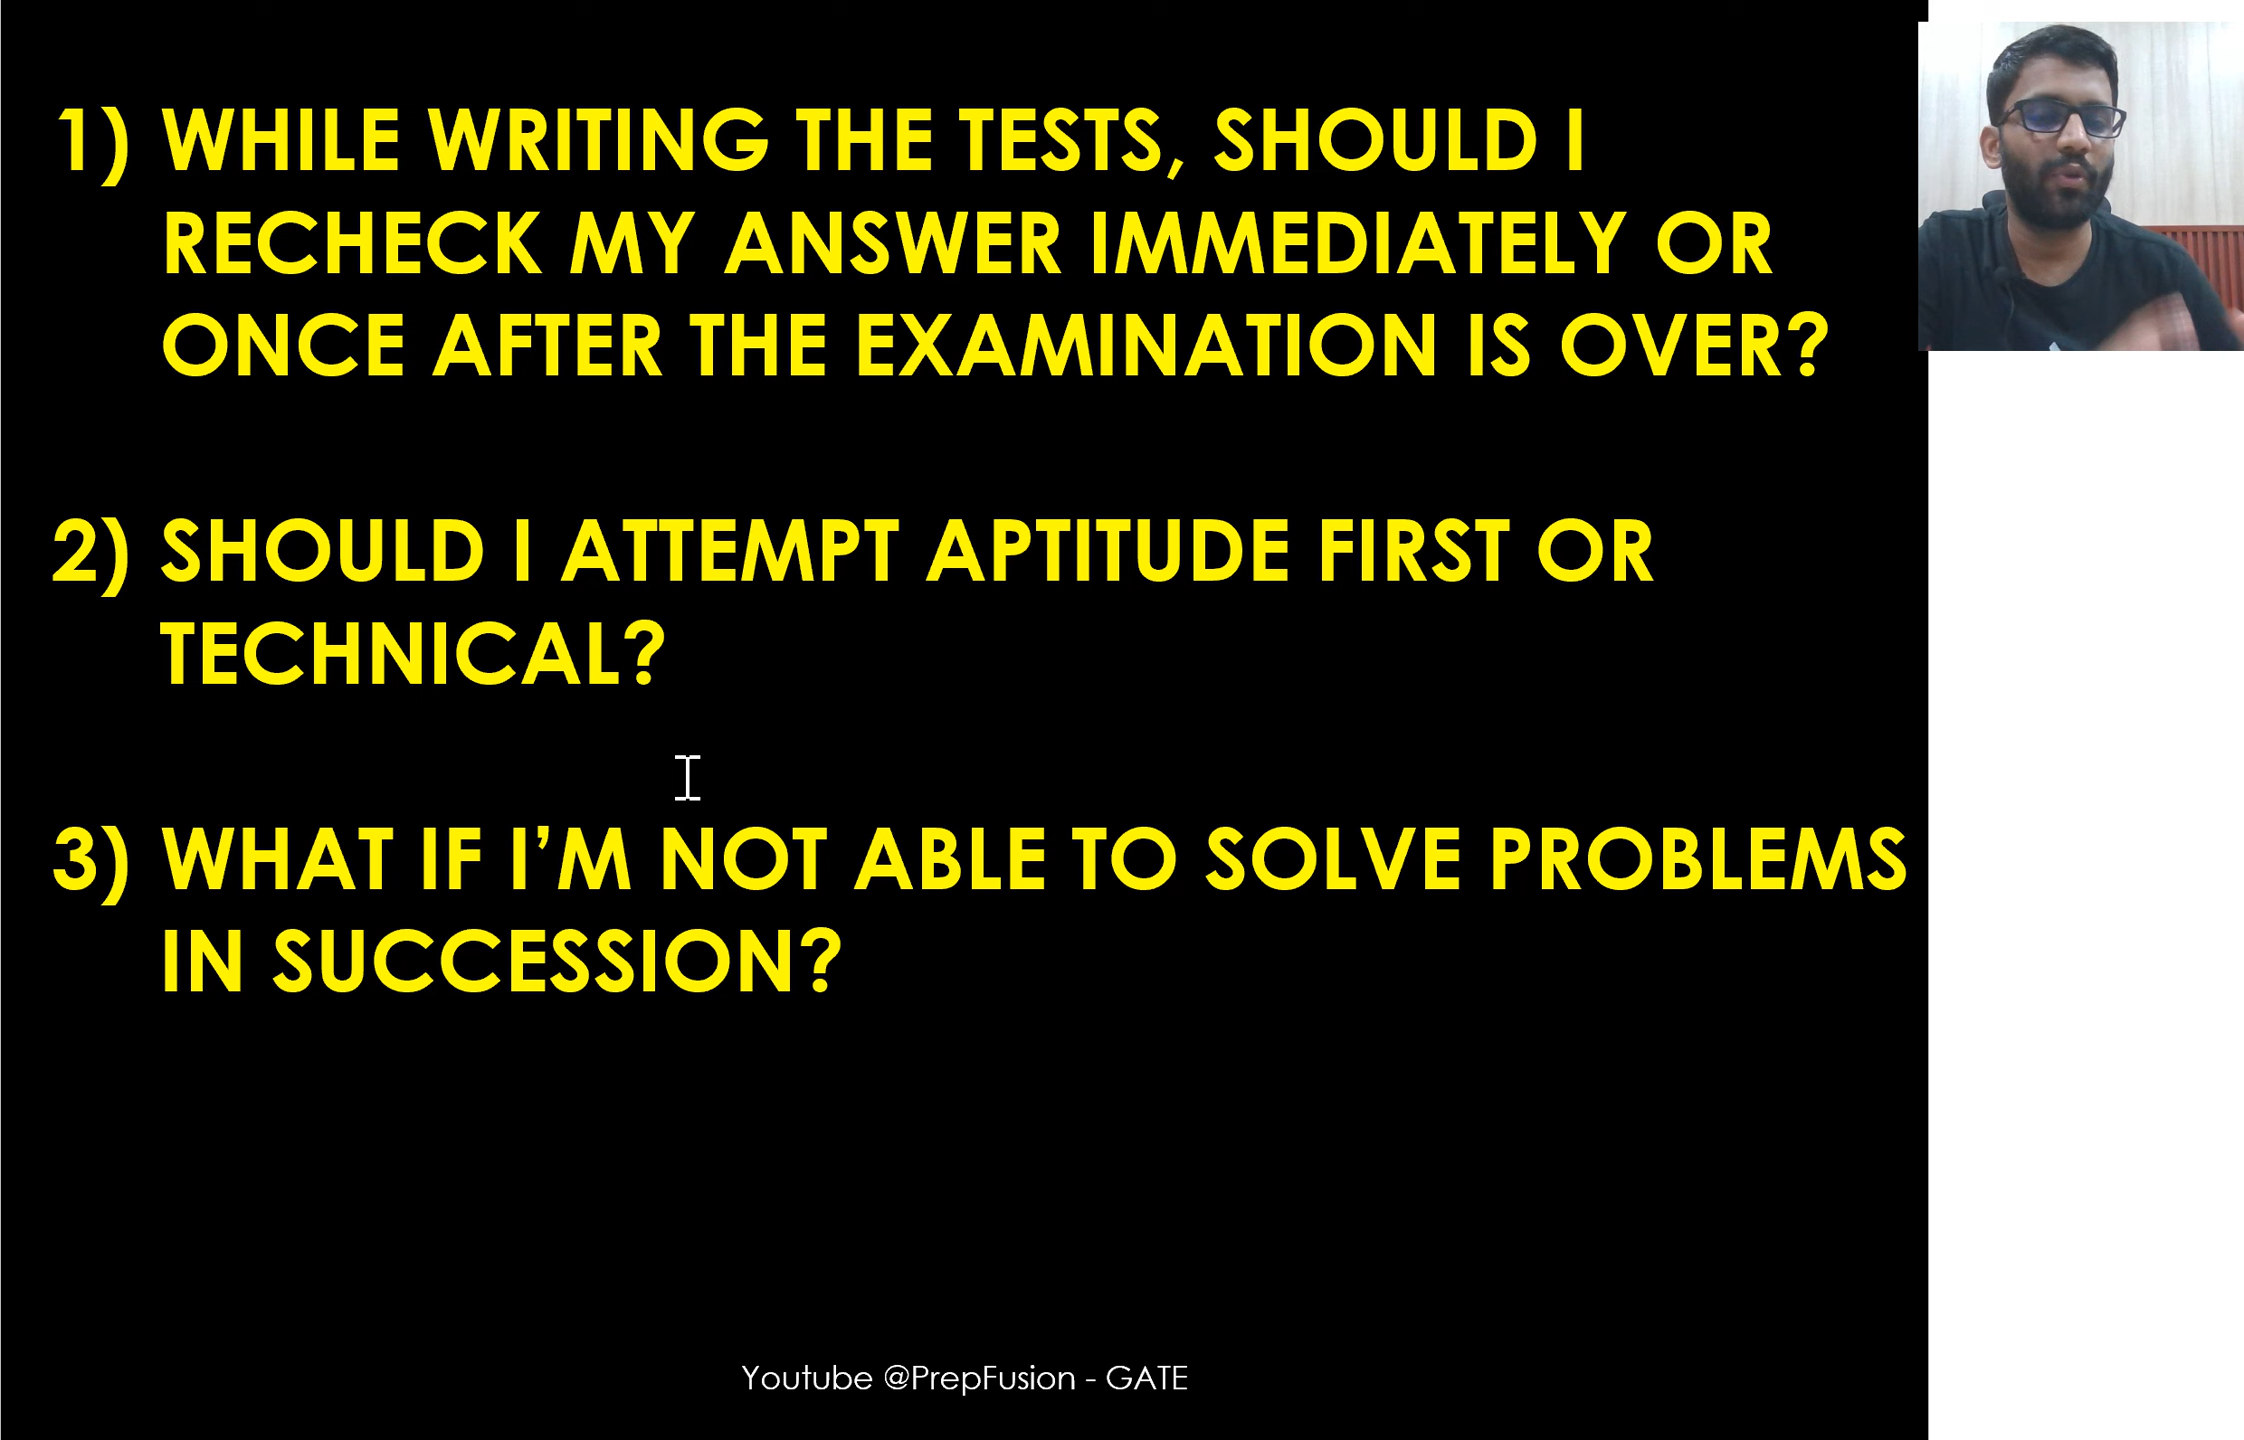 1) WHILE WRITING THE TESTS, SHOULD I
RECHECK MY ANSWER IMMEDIATELY OR
ONCE AFTER THE EXAMINATION IS OVER?
2) SHOULD I ATTEMPT APTITUDE FIRST OR
TECHNICAL?
3) WHAT IF I’M NOT ABLE TO SOLVE PROBLEMS
IN SUCCESSION?
Youtube @PrepFusion - GATE